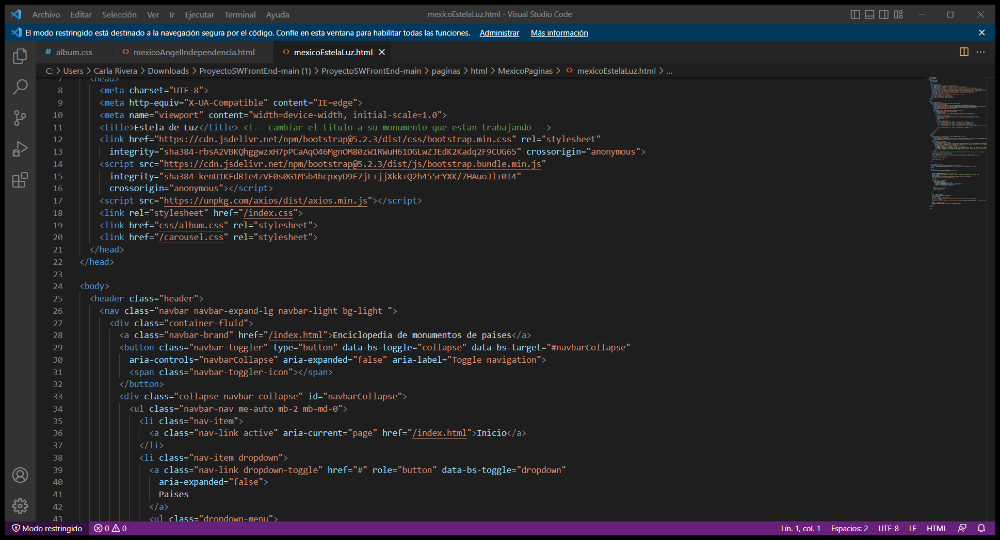 Archivo Editar Selección Ver Ir Ejecutar Terminal Ayuda mexicoEstelaLuz.html - Visual Studio Code
El modo restringido está destinado a la navegación segura por el código. Confíe en esta ventana para habilitar todas las funciones. Administrar Más información
# album.css <> mexicoAngelIndependencia.html <> mexicoEstelaLuz.html
C: > Users > Carla Rivera > Downloads > ProyectoSWFrontEnd-main (1) > ProyectoSWFrontEnd-main > paginas > html > MexicoPaginas > <> mexicoEstelaLuz.html > ...
7 <head>
8 <meta charset="UTF-8">
9 <meta http-equiv="X-UA-Compatible" content="IE=edge">
10 <meta name="viewport" content="width=device-width, initial-scale=1.0">
11 <title>Estela de Luz</title> <!-- cambiar el titulo a su monumento que estan trabajando -->
12 <link href="https://cdn.jsdelivr.net/npm/bootstrap@5.2.3/dist/css/bootstrap.min.css" rel="stylesheet"
13 integrity="sha384-rbsA2VBKQhggwzxH7pPCaAqO46MgnOM80zW1RWuH61DGLwZJEdK2Kadq2F9CUG65" crossorigin="anonymous">
14 <script src="https://cdn.jsdelivr.net/npm/bootstrap@5.2.3/dist/js/bootstrap.bundle.min.js"
15 integrity="sha384-kenU1KFdBIe4zVF0s0G1M5b4hcpxyD9F7jL+jjXkk+Q2h455rYXK/7HAuoJl+0I4"
16 crossorigin="anonymous"></script>
17 <script src="https://unpkg.com/axios/dist/axios.min.js"></script>
18 <link rel="stylesheet" href="/index.css">
19 <link href="css/album.css" rel="stylesheet">
20 <link href="/carousel.css" rel="stylesheet">
21 </head>
22 </head>
23
24 <body>
25 <header class="header">
26 <nav class="navbar navbar-expand-lg navbar-light bg-light ">
27 <div class="container-fluid">
28 <a class="navbar-brand" href="/index.html">Enciclopedia de monumentos de paises</a>
29 <button class="navbar-toggler" type="button" data-bs-toggle="collapse" data-bs-target="#navbarCollapse"
30 aria-controls="navbarCollapse" aria-expanded="false" aria-label="Toggle navigation">
31 <span class="navbar-toggler-icon"></span>
32 </button>
33 <div class="collapse navbar-collapse" id="navbarCollapse">
34 <ul class="navbar-nav me-auto mb-2 mb-md-0">
35 <li class="nav-item">
36 <a class="nav-link active" aria-current="page" href="/index.html">Inicio</a>
37 </li>
38 <li class="nav-item dropdown">
39 <a class="nav-link dropdown-toggle" href="#" role="button" data-bs-toggle="dropdown"
40 aria-expanded="false">
41 Paises
42 </a>
43 <ul class="dropdown-menu">
Modo restringido 0 0 Lín. 1, col. 1 Espacios: 2 UTF-8 LF HTML